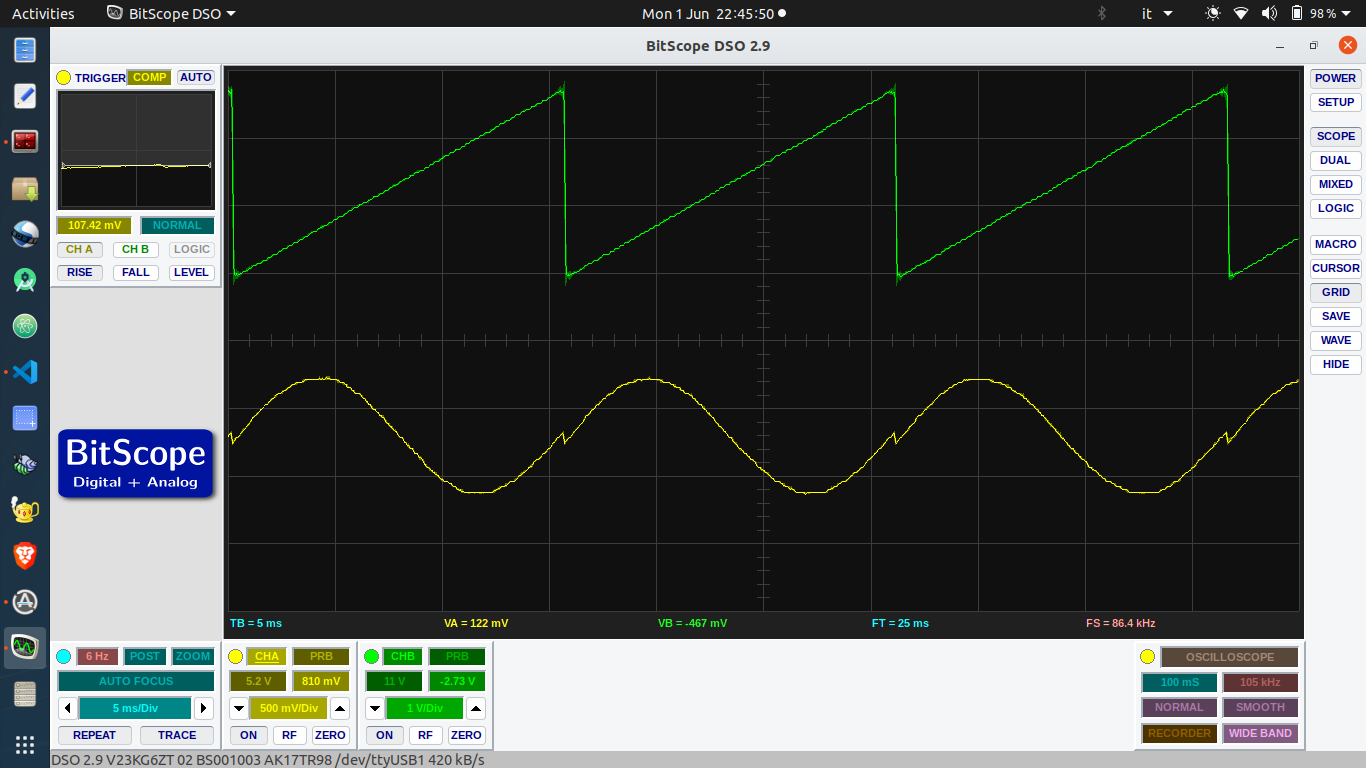 Activities BitScope DSO Mon 1 Jun 22:45:50 it 98 %
BitScope DSO 2.9
TRIGGER COMP AUTO
107.42 mV NORMAL
CH A CH B LOGIC
RISE FALL LEVEL
BitScope
Digital + Analog
POWER
SETUP
SCOPE
DUAL
MIXED
LOGIC
MACRO
CURSOR
GRID
SAVE
WAVE
HIDE
TB = 5 ms VA = 122 mV VB = -467 mV FT = 25 ms FS = 86.4 kHz
6 Hz POST ZOOM CHA PRB CHB PRB OSCILLOSCOPE
AUTO FOCUS 5.2 V 810 mV 11 V -2.73 V 100 mS 105 kHz
5 ms/Div 500 mV/Div 1 V/Div NORMAL SMOOTH
REPEAT TRACE ON RF ZERO ON RF ZERO RECORDER WIDE BAND
DSO 2.9 V23KG6ZT 02 BS001003 AK17TR98 /dev/ttyUSB1 420 kB/s